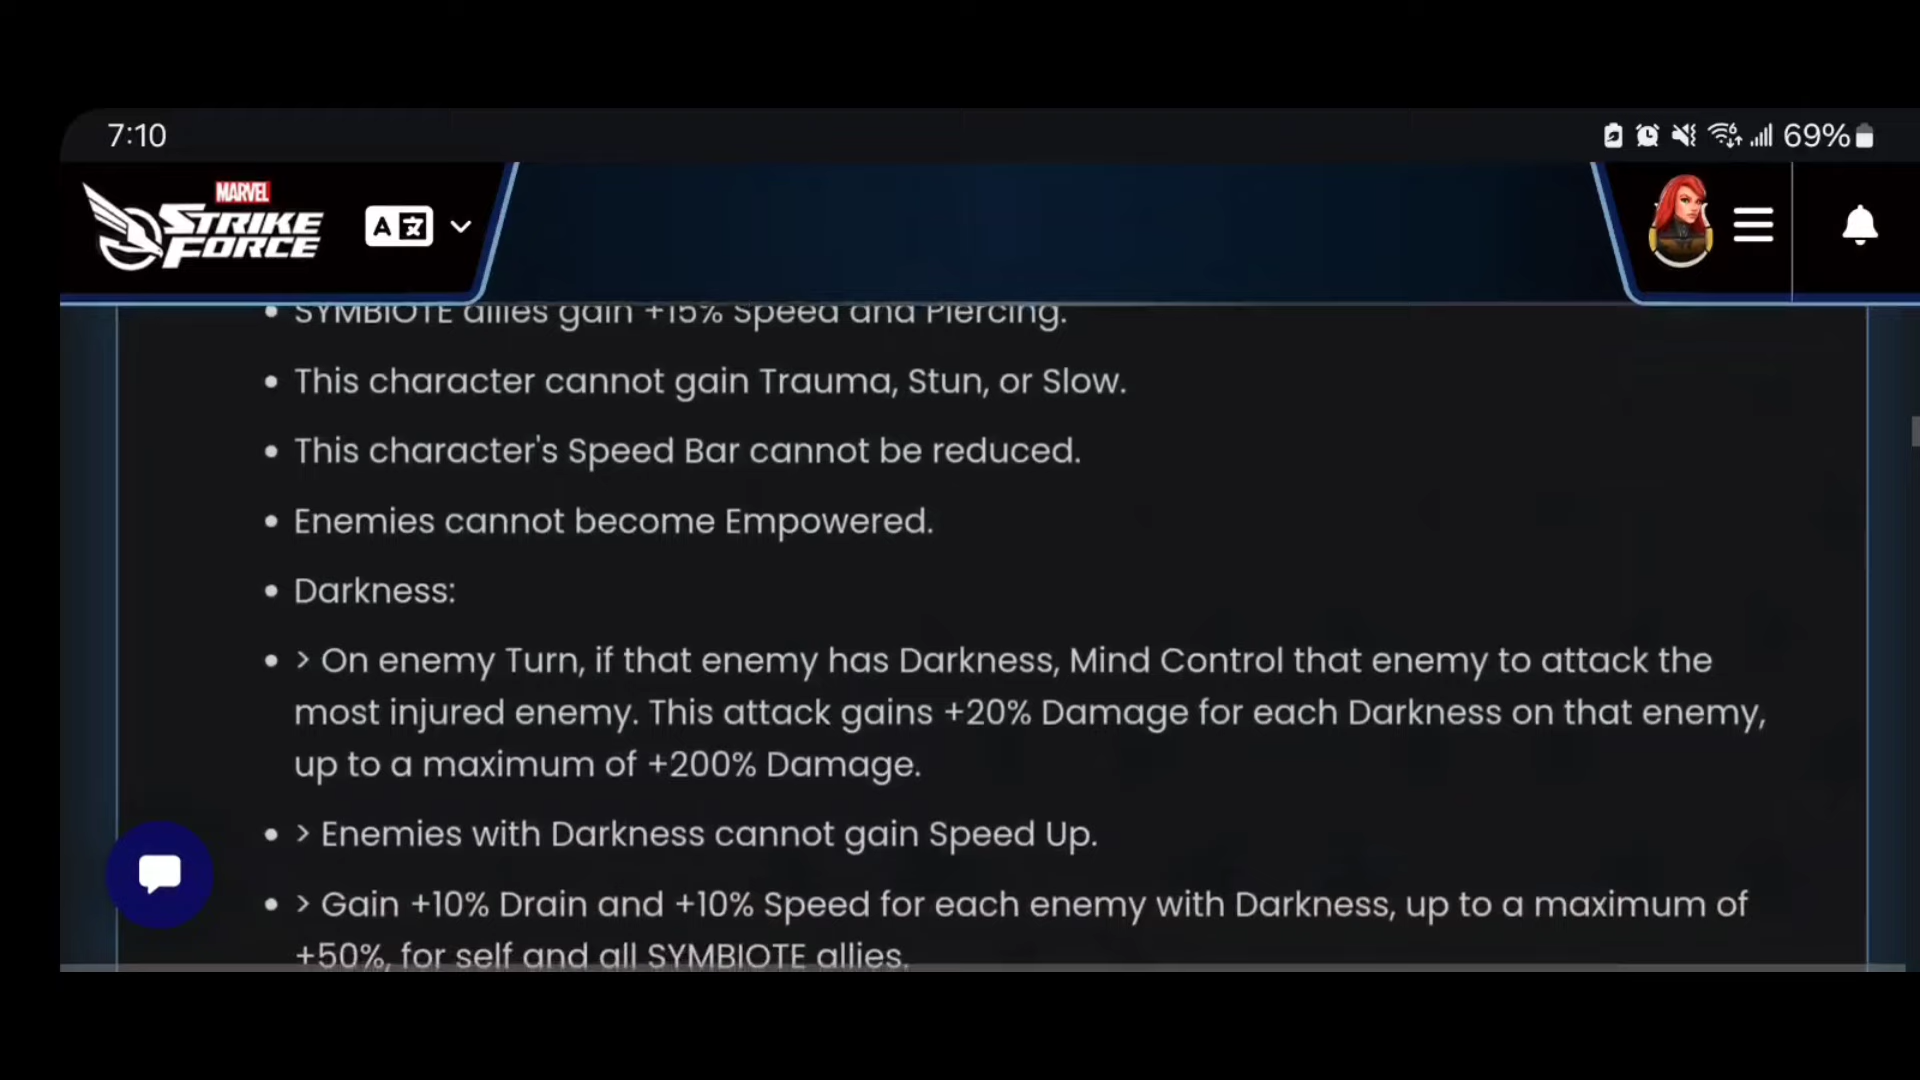 7:10
69%
MARVEL
STRIKE
FORCE
A文
• SYMBIOTE allies gain +15% Speed and Piercing.
• This character cannot gain Trauma, Stun, or Slow.
• This character's Speed Bar cannot be reduced.
• Enemies cannot become Empowered.
• Darkness:
• > On enemy Turn, if that enemy has Darkness, Mind Control that enemy to attack the
most injured enemy. This attack gains +20% Damage for each Darkness on that enemy,
up to a maximum of +200% Damage.
• > Enemies with Darkness cannot gain Speed Up.
• > Gain +10% Drain and +10% Speed for each enemy with Darkness, up to a maximum of
+50%, for self and all SYMBIOTE allies.